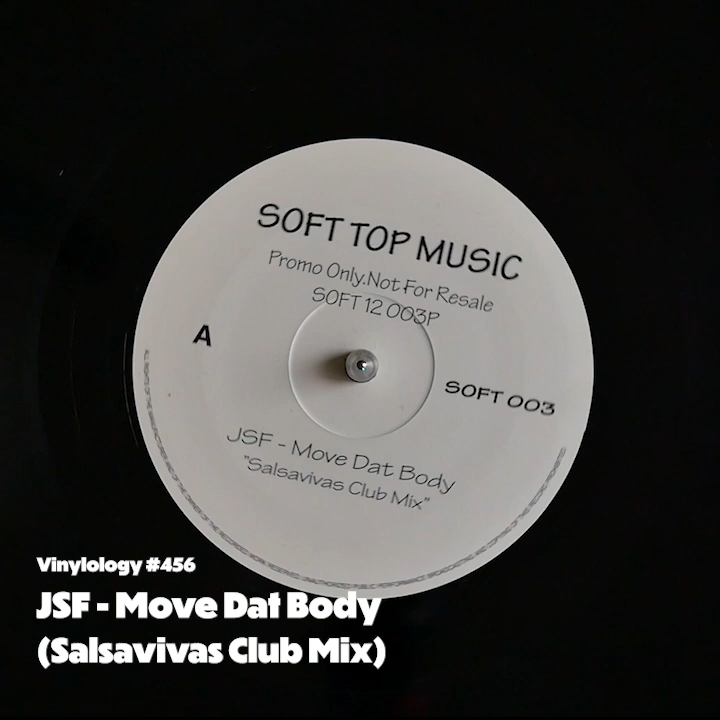 SOFT TOP MUSIC
Promo Only.Not For Resale
SOFT 12 003P
A
SOFT 003
JSF - Move Dat Body
"Salsavivas Club Mix"
Vinylology #456
JSF - Move Dat Body
(Salsavivas Club Mix)